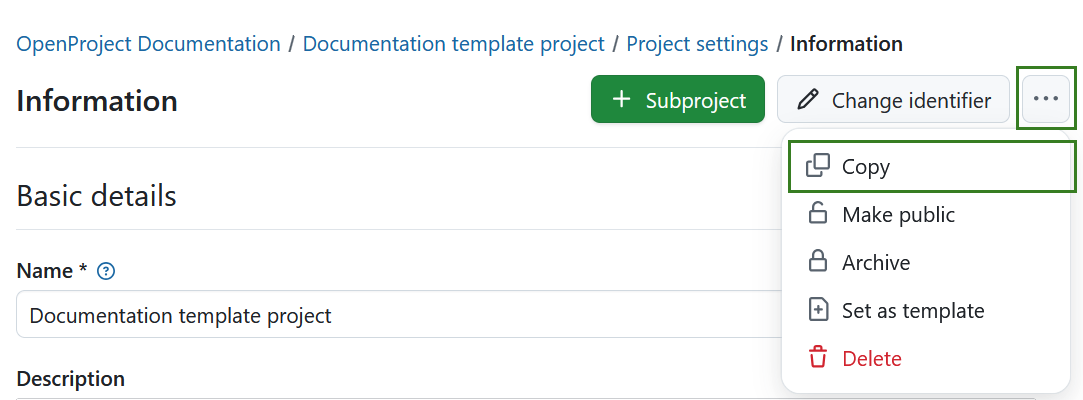 OpenProject Documentation / Documentation template project / Project settings / Information
Information
+ Subproject
Change identifier
Copy
Make public
Archive
Set as template
Delete
Basic details
Name *
Documentation template project
Description